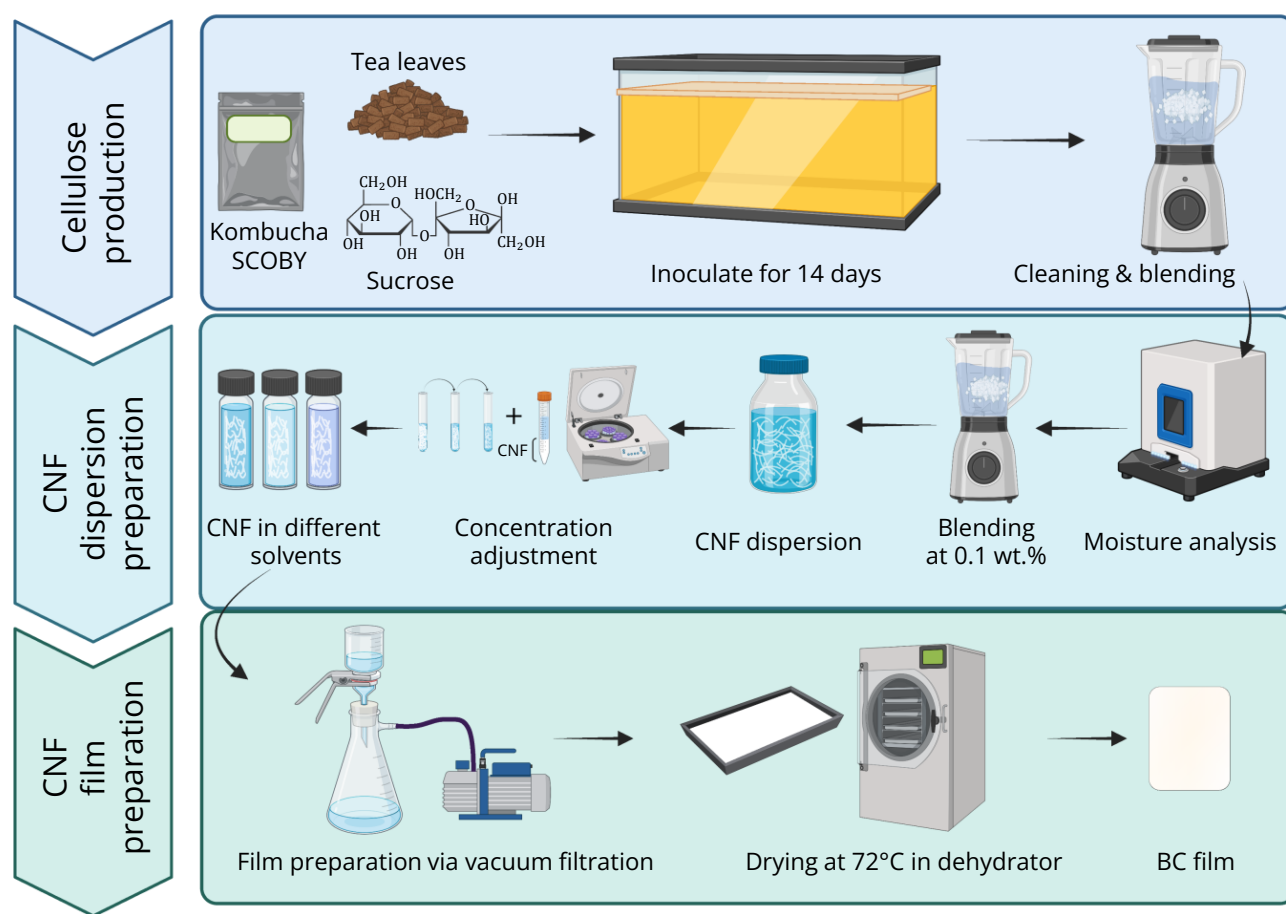 Cellulose
production
Tea leaves
Kombucha
SCOBY
CH₂OH
O
OH
HO
OH
O
HOH₂C
O
OH
HO
CH₂OH
OH
Sucrose
Inoculate for 14 days
Cleaning & blending
CNF
dispersion
preparation
CNF in different
solvents
+
CNF
Concentration
adjustment
CNF dispersion
Blending
at 0.1 wt.%
Moisture analysis
CNF
film
preparation
Film preparation via vacuum filtration
Drying at 72°C in dehydrator
BC film